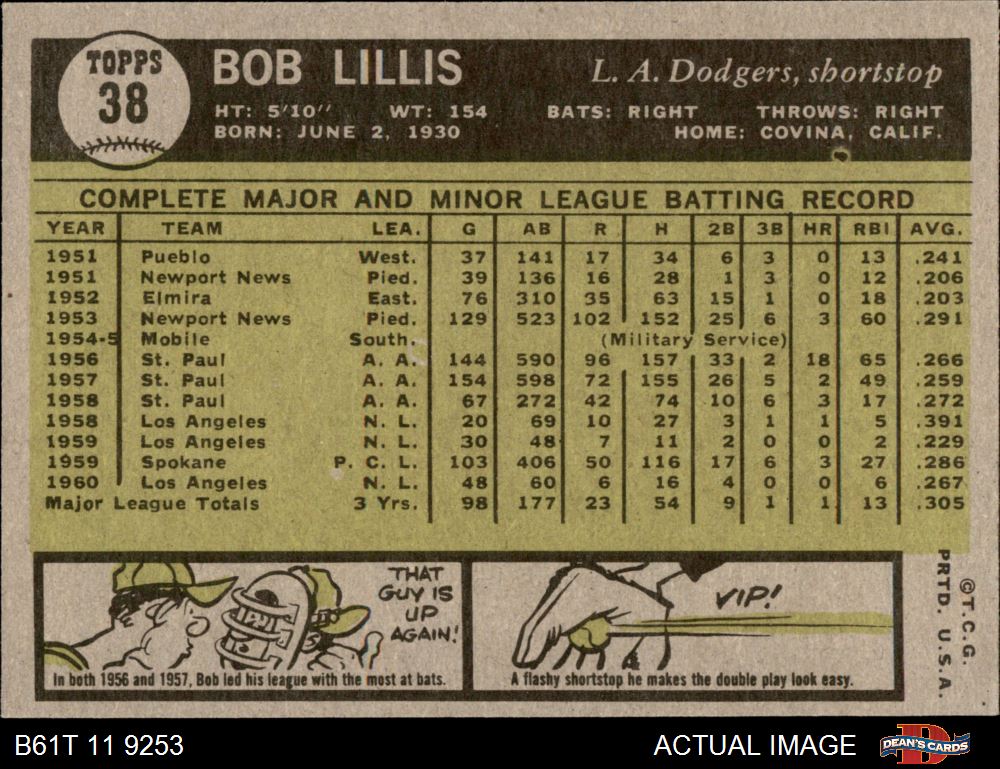 TOPPS
38
BOB LILLIS
L. A. Dodgers, shortstop
HT: 5'10" WT: 154 BATS: RIGHT THROWS: RIGHT
BORN: JUNE 2, 1930 HOME: COVINA, CALIF.
COMPLETE MAJOR AND MINOR LEAGUE BATTING RECORD
YEAR TEAM LEA. G AB R H 2B 3B HR RBI AVG.
1951 Pueblo West. 37 141 17 34 6 3 0 13 .241
1951 Newport News Pied. 39 136 16 28 1 3 0 12 .206
1952 Elmira East. 76 310 35 63 15 1 0 18 .203
1953 Newport News Pied. 129 523 102 152 25 6 3 60 .291
1954-5 Mobile South. (Military Service)
1956 St. Paul A. A. 144 590 96 157 33 2 18 65 .266
1957 St. Paul A. A. 154 598 72 155 26 5 2 49 .259
1958 St. Paul A. A. 67 272 42 74 10 6 3 17 .272
1958 Los Angeles N. L. 20 69 10 27 3 1 1 5 .391
1959 Los Angeles N. L. 30 48 7 11 2 0 0 2 .229
1959 Spokane P. C. L. 103 406 50 116 17 6 3 27 .286
1960 Los Angeles N. L. 48 60 6 16 4 0 0 6 .267
Major League Totals 3 Yrs. 98 177 23 54 9 1 1 13 .305
THAT
GUY IS
UP
AGAIN!
In both 1956 and 1957, Bob led his league with the most at bats.
VIP!
A flashy shortstop he makes the double play look easy.
©T.C.G.
PRTD. U.S.A.
B61T 11 9253
ACTUAL IMAGE
DEAN'S CARDS